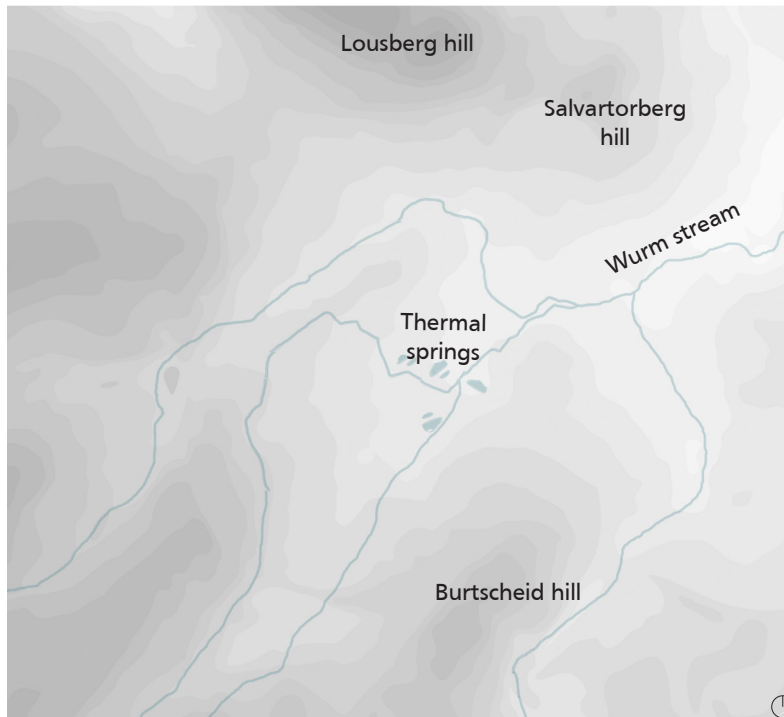 Lousberg hill
Salvartorberg
hill
Wurm stream
Thermal
springs
Burtscheid hill